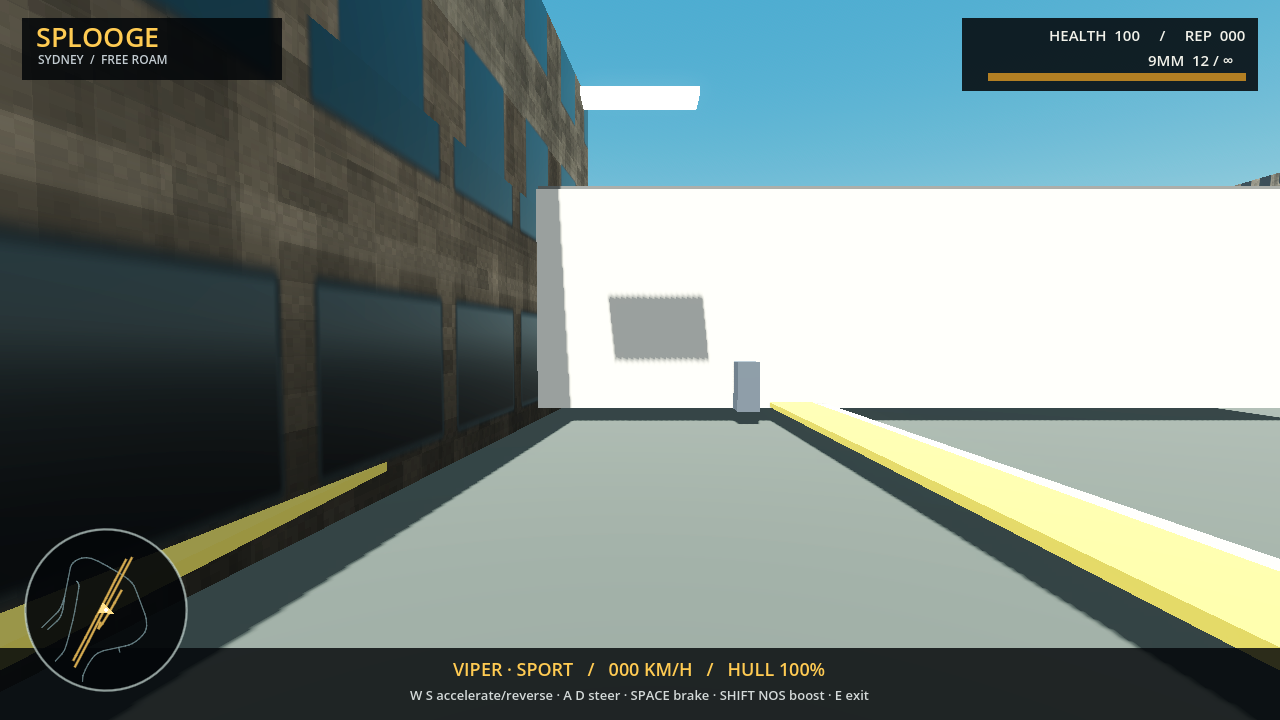 SPLOOGE
SYDNEY / FREE ROAM
HEALTH 100 / REP 000
9MM 12 / ∞
VIPER · SPORT / 000 KM/H / HULL 100%
W S accelerate/reverse · A D steer · SPACE brake · SHIFT NOS boost · E exit